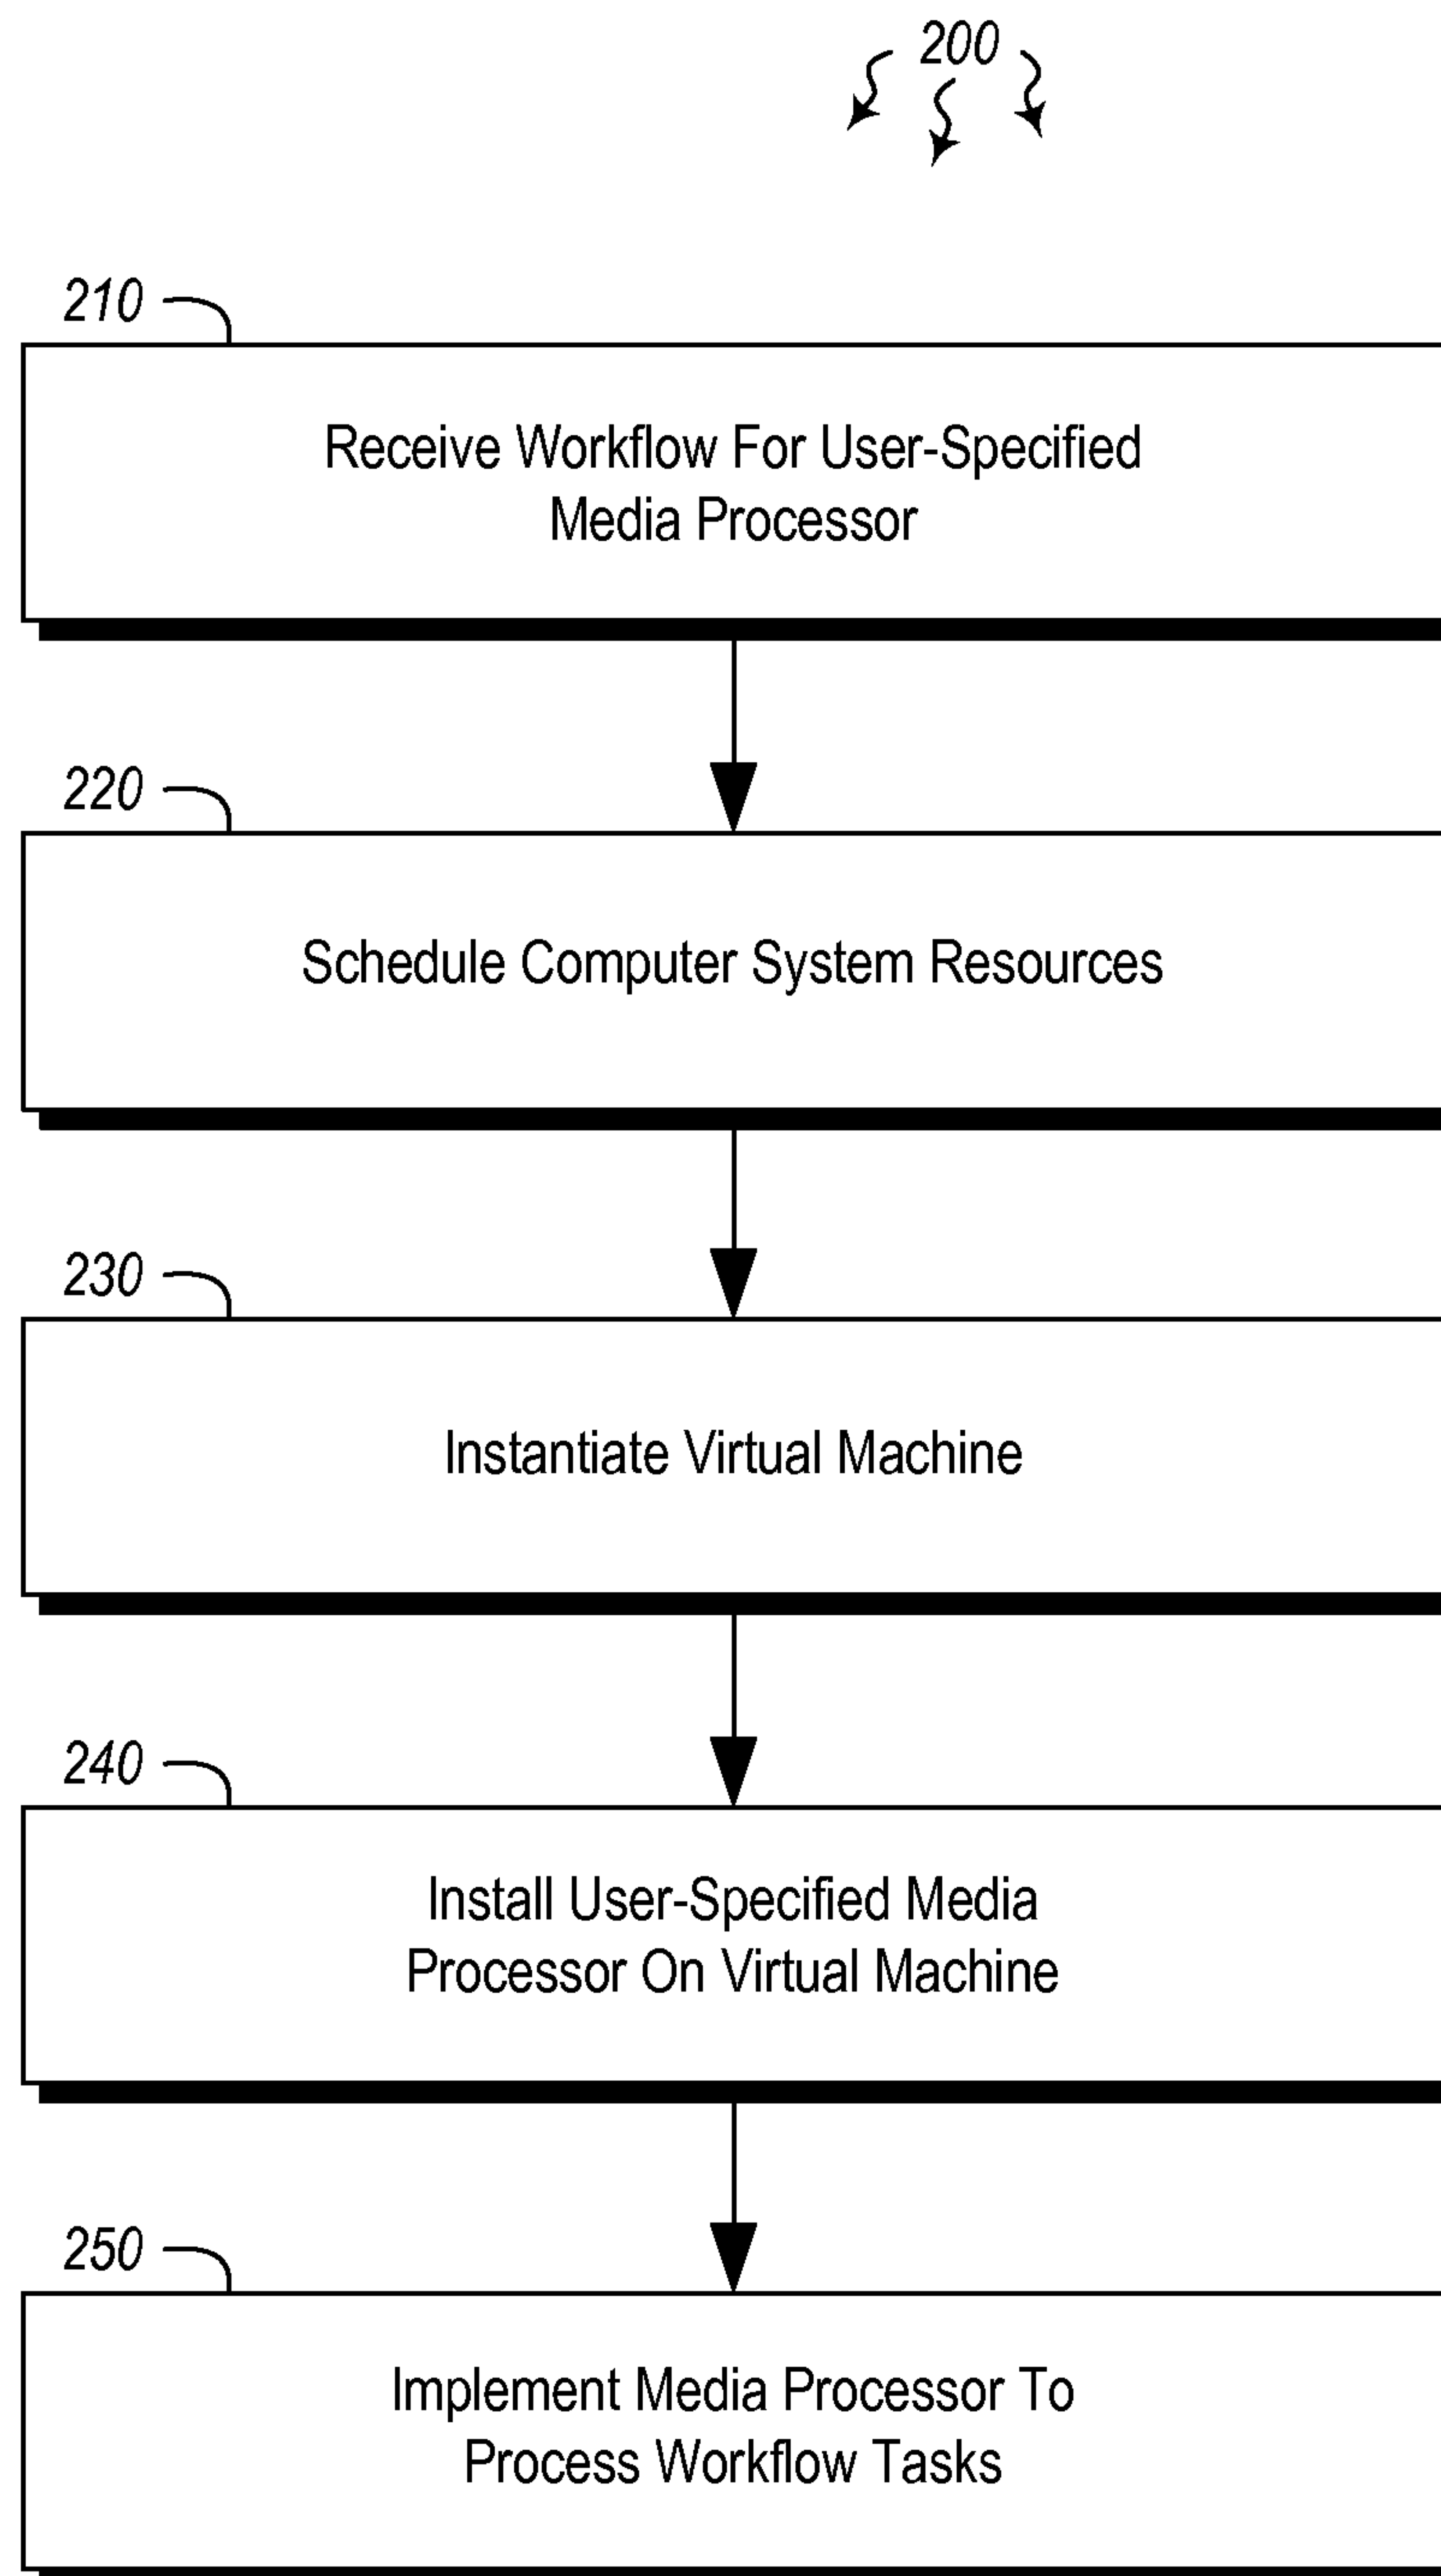 200
210
Receive Workflow For User-Specified
Media Processor
220
Schedule Computer System Resources
230
Instantiate Virtual Machine
240
Install User-Specified Media
Processor On Virtual Machine
250
Implement Media Processor To
Process Workflow Tasks